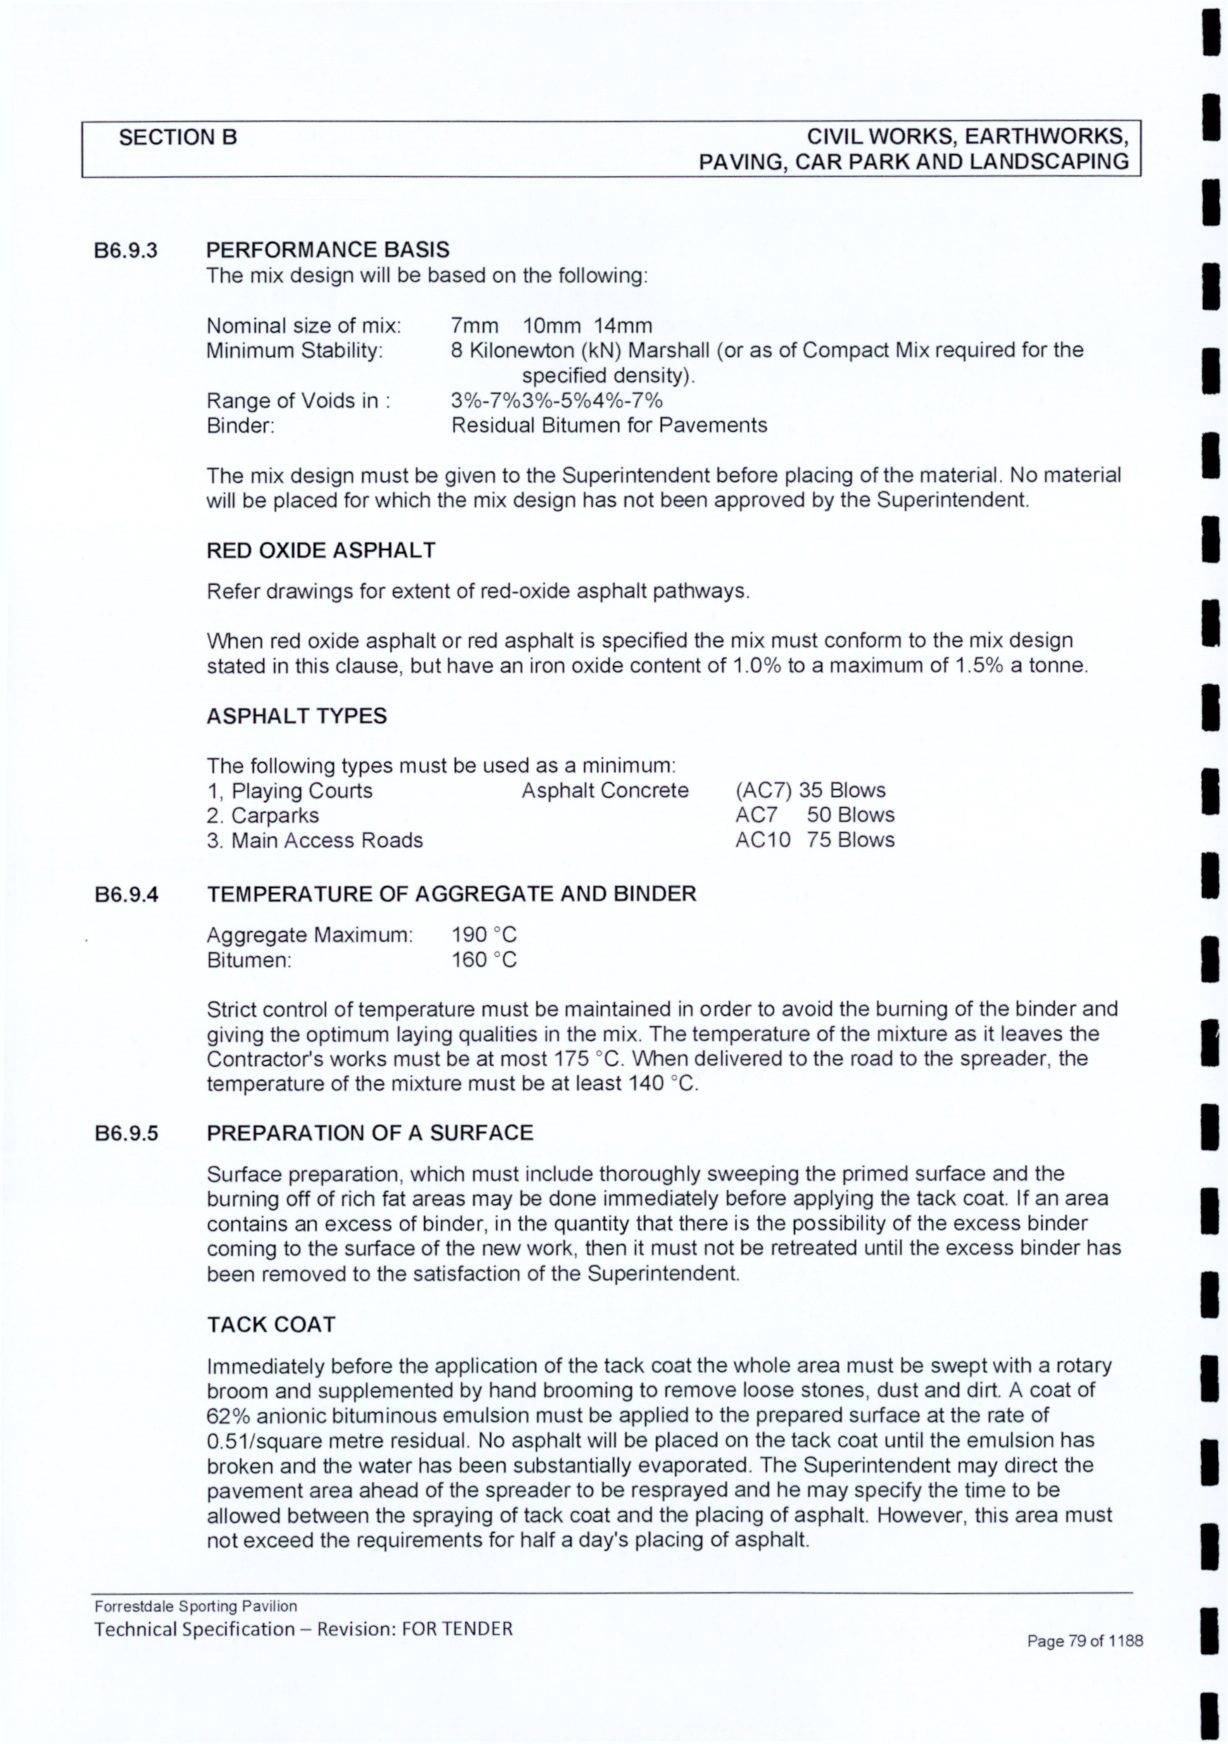 SECTION B
CIVIL WORKS, EARTHWORKS,
PAVING, CAR PARK AND LANDSCAPING
B6.9.3 PERFORMANCE BASIS
The mix design will be based on the following:
Nominal size of mix: 7mm 10mm 14mm
Minimum Stability: 8 Kilonewton (kN) Marshall (or as of Compact Mix required for the
specified density).
Range of Voids in : 3%-7%3%-5%4%-7%
Binder: Residual Bitumen for Pavements
The mix design must be given to the Superintendent before placing of the material. No material
will be placed for which the mix design has not been approved by the Superintendent.
RED OXIDE ASPHALT
Refer drawings for extent of red-oxide asphalt pathways.
When red oxide asphalt or red asphalt is specified the mix must conform to the mix design
stated in this clause, but have an iron oxide content of 1.0% to a maximum of 1.5% a tonne.
ASPHALT TYPES
The following types must be used as a minimum:
1, Playing Courts Asphalt Concrete (AC7) 35 Blows
2. Carparks AC7 50 Blows
3. Main Access Roads AC10 75 Blows
B6.9.4 TEMPERATURE OF AGGREGATE AND BINDER
Aggregate Maximum: 190 °C
Bitumen: 160 °C
Strict control of temperature must be maintained in order to avoid the burning of the binder and
giving the optimum laying qualities in the mix. The temperature of the mixture as it leaves the
Contractor's works must be at most 175 °C. When delivered to the road to the spreader, the
temperature of the mixture must be at least 140 °C.
B6.9.5 PREPARATION OF A SURFACE
Surface preparation, which must include thoroughly sweeping the primed surface and the
burning off of rich fat areas may be done immediately before applying the tack coat. If an area
contains an excess of binder, in the quantity that there is the possibility of the excess binder
coming to the surface of the new work, then it must not be retreated until the excess binder has
been removed to the satisfaction of the Superintendent.
TACK COAT
Immediately before the application of the tack coat the whole area must be swept with a rotary
broom and supplemented by hand brooming to remove loose stones, dust and dirt. A coat of
62% anionic bituminous emulsion must be applied to the prepared surface at the rate of
0.51/square metre residual. No asphalt will be placed on the tack coat until the emulsion has
broken and the water has been substantially evaporated. The Superintendent may direct the
pavement area ahead of the spreader to be resprayed and he may specify the time to be
allowed between the spraying of tack coat and the placing of asphalt. However, this area must
not exceed the requirements for half a day's placing of asphalt.
Forrestdale Sporting Pavilion
Technical Specification – Revision: FOR TENDER
Page 79 of 1188